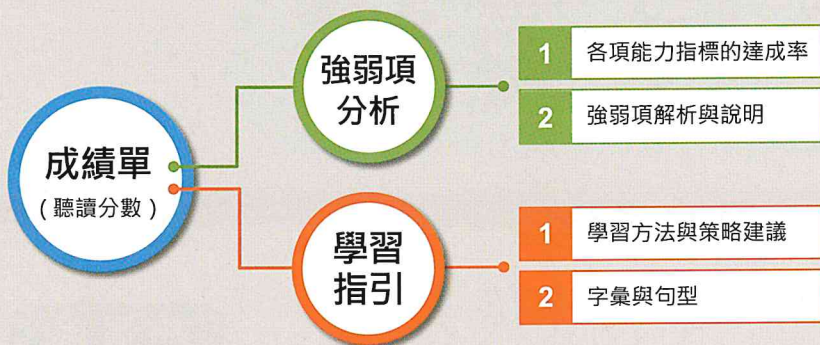 成績單
(聽讀分數)
強弱項
分析
1 各項能力指標的達成率
2 強弱項解析與說明
學習
指引
1 學習方法與策略建議
2 字彙與句型